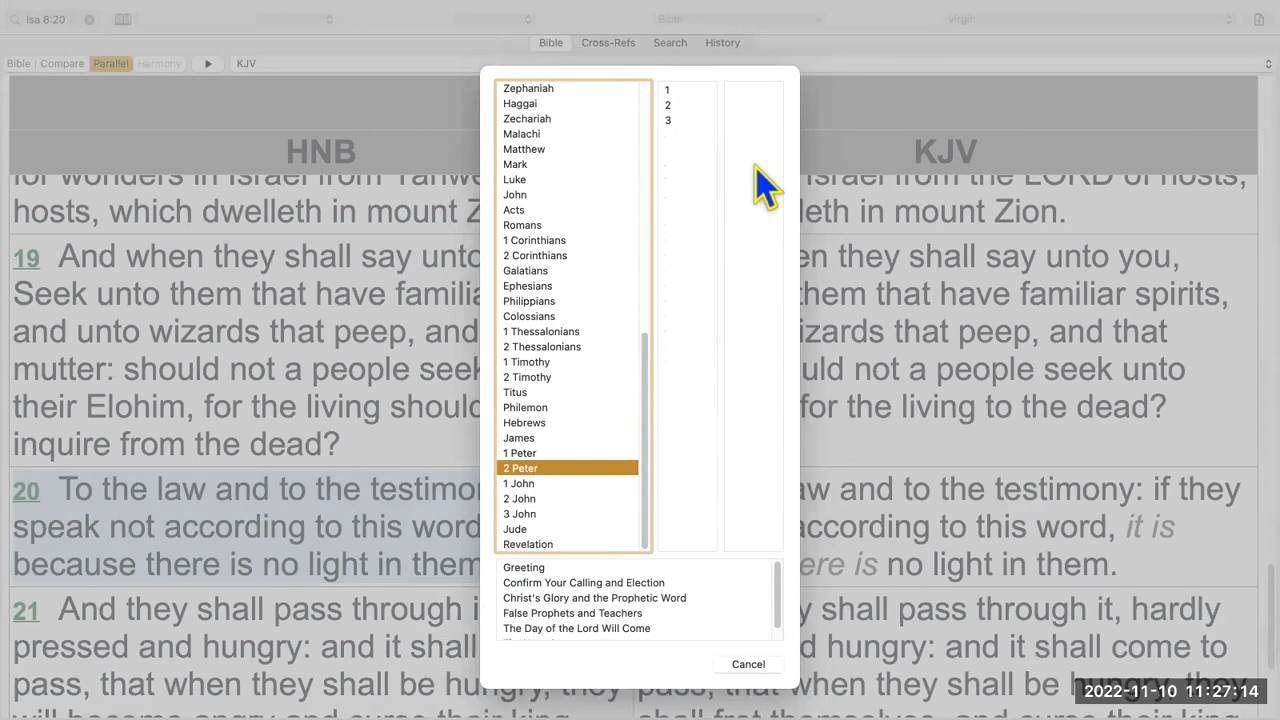 Isa 8:20
Bible
virgin
Bible Cross-Refs Search History
Bible Compare Parallel Harmony KJV
HNB
KJV
hosts, which dwelleth in mount Z
19 And when they shall say unto
Seek unto them that have familia
and unto wizards that peep, and
mutter: should not a people seek
their Elohim, for the living should
inquire from the dead?
20 To the law and to the testimon
speak not according to this word
because there is no light in them
21 And they shall pass through i
pressed and hungry: and it shall
pass, that when they shall be hungry, they
for wonders in Israel from
Israel from the LORD of hosts,
leth in mount Zion.
en they shall say unto you,
them that have familiar spirits,
izards that peep, and that
uld not a people seek unto
for the living to the dead?
aw and to the testimony: if they
according to this word, it is
ere is no light in them.
y shall pass through it, hardly
nd hungry: and it shall come to
when they shall be hungry, they
Zephaniah
Haggai
Zechariah
Malachi
Matthew
Mark
Luke
John
Acts
Romans
1 Corinthians
2 Corinthians
Galatians
Ephesians
Philippians
Colossians
1 Thessalonians
2 Thessalonians
1 Timothy
2 Timothy
Titus
Philemon
Hebrews
James
1 Peter
2 Peter
1 John
2 John
3 John
Jude
Revelation
1
2
3
Greeting
Confirm Your Calling and Election
Christ's Glory and the Prophetic Word
False Prophets and Teachers
The Day of the Lord Will Come
Cancel
2022-11-10 11:27:14